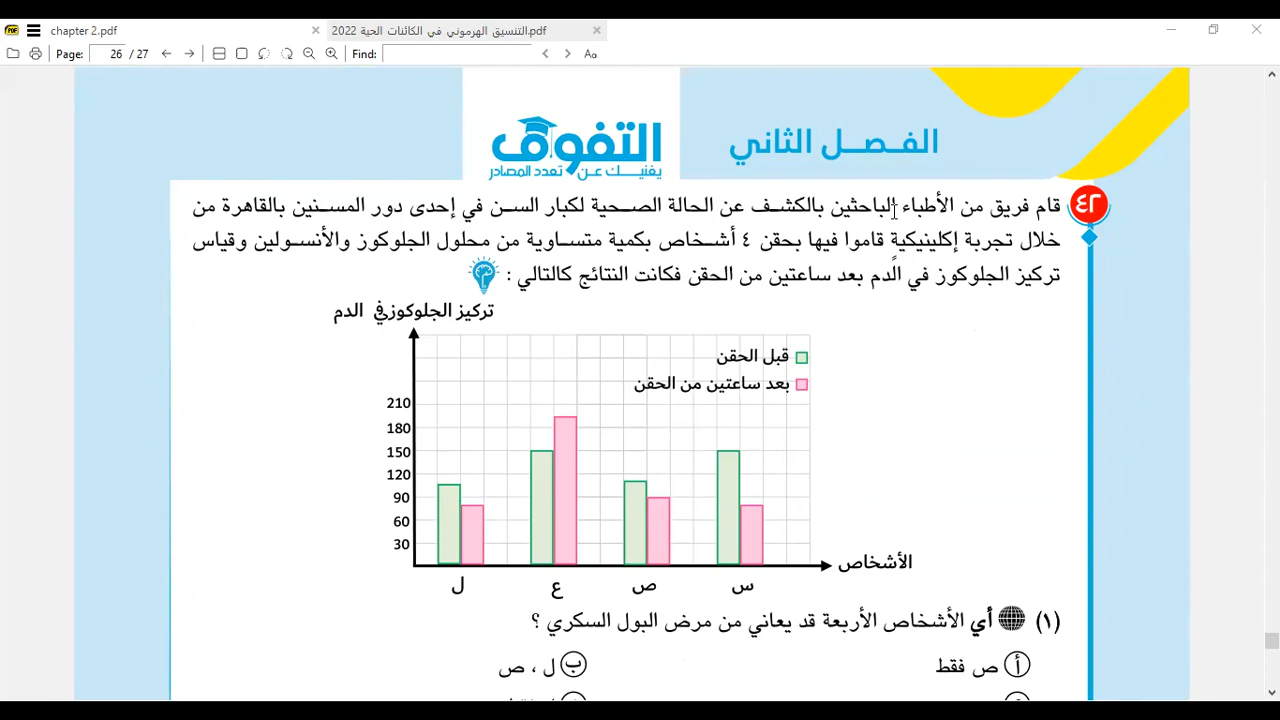 chapter 2.pdf
التنسيق الهرموني في الكائنات الحية 2022.pdf
Page: 26 / 27
Find:
Aa
الفصل الثاني
التفوق
يغنيك عن تعدد المصادر
٤٢ قام فريق من الأطباء الباحثين بالكشف عن الحالة الصحية لكبار السن في إحدى دور المسنين بالقاهرة من
خلال تجربة إكلينيكية قاموا فيها بحقن ٤ أشخاص بكمية متساوية من محلول الجلوكوز والأنسولين وقياس
تركيز الجلوكوز في الدم بعد ساعتين من الحقن فكانت النتائج كالتالي :
تركيز الجلوكوز في الدم
قبل الحقن
بعد ساعتين من الحقن
210
180
150
120
90
60
30
الأشخاص
س
ص
ع
ل
(١) أي الأشخاص الأربعة قد يعاني من مرض البول السكري ؟
أ ص فقط
ب ل ، ص